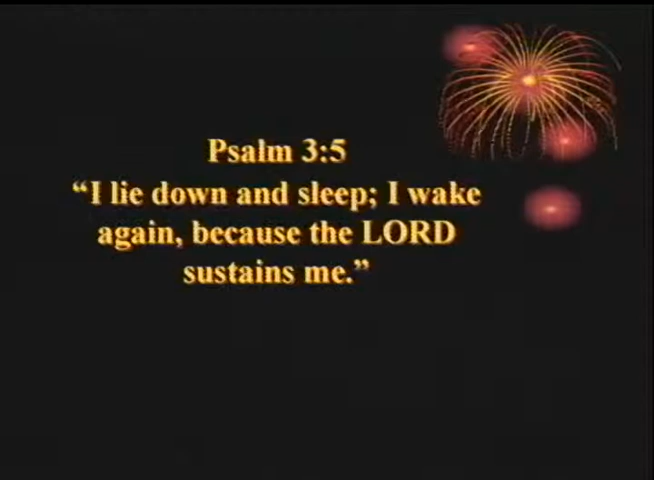 Psalm 3:5
“I lie down and sleep; I wake
again, because the LORD
sustains me.”